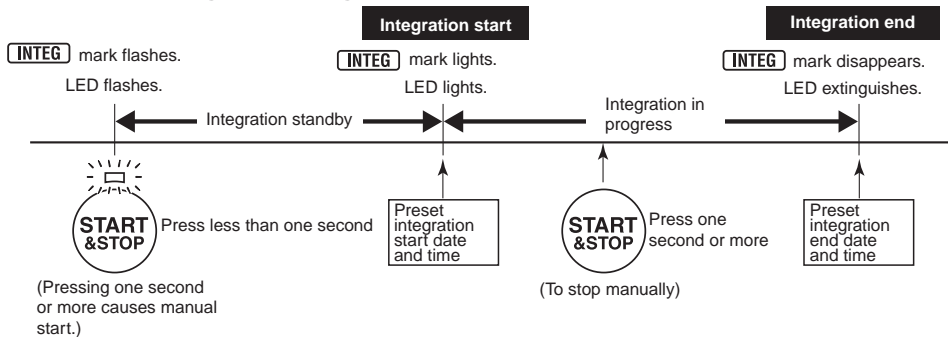 Integration start
Integration end
INTEG mark flashes.
LED flashes.
INTEG mark lights.
LED lights.
INTEG mark disappears.
LED extinguishes.
Integration standby
Integration in
progress
START
&STOP
Press less than one second
(Pressing one second
or more causes manual
start.)
Preset
integration
start date
and time
START
&STOP
Press one
second or more
(To stop manually)
Preset
integration
end date
and time